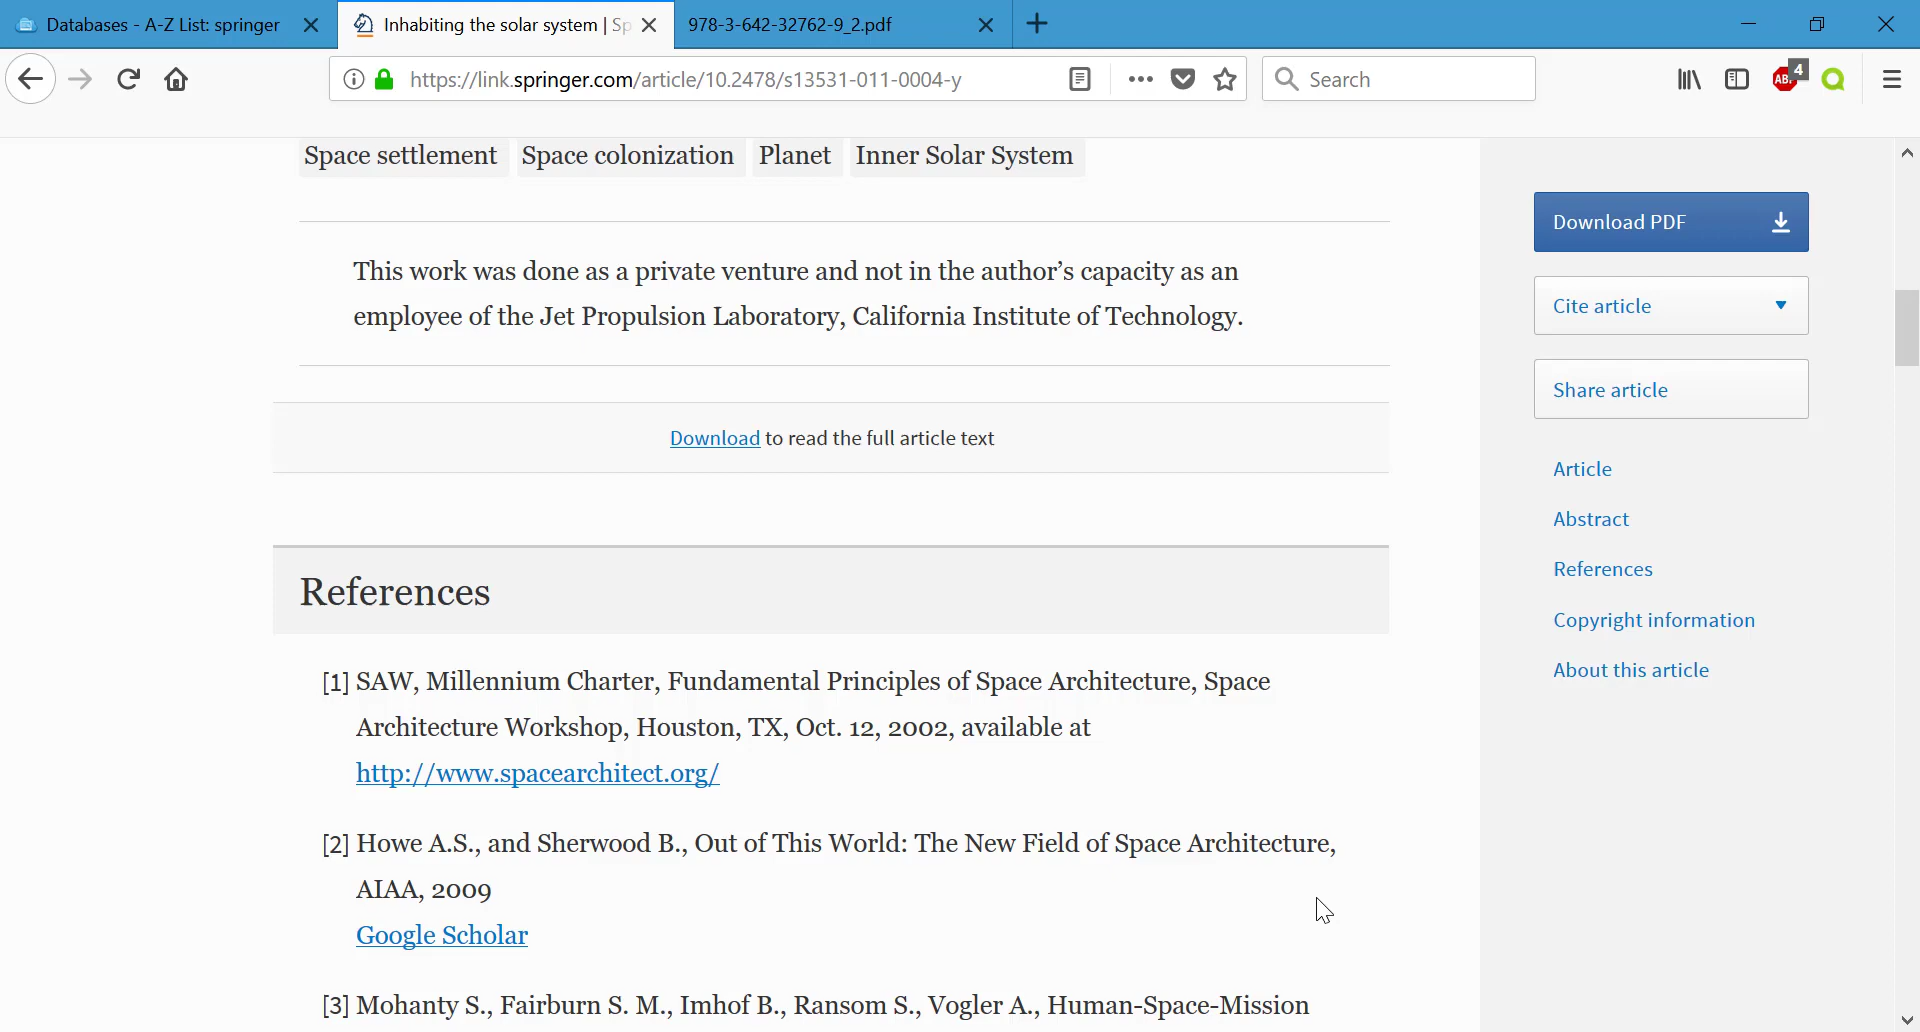 Databases - A-Z List: springer
Inhabiting the solar system | Sp
978-3-642-32762-9_2.pdf
https://link.springer.com/article/10.2478/s13531-011-0004-y
Search
ABP
4
Space settlement Space colonization Planet Inner Solar System
This work was done as a private venture and not in the author’s capacity as an
employee of the Jet Propulsion Laboratory, California Institute of Technology.
Download to read the full article text
References
[1] SAW, Millennium Charter, Fundamental Principles of Space Architecture, Space
Architecture Workshop, Houston, TX, Oct. 12, 2002, available at
http://www.spacearchitect.org/
[2] Howe A.S., and Sherwood B., Out of This World: The New Field of Space Architecture,
AIAA, 2009
Google Scholar
[3] Mohanty S., Fairburn S. M., Imhof B., Ransom S., Vogler A., Human-Space-Mission
Download PDF
Cite article
Share article
Article
Abstract
References
Copyright information
About this article